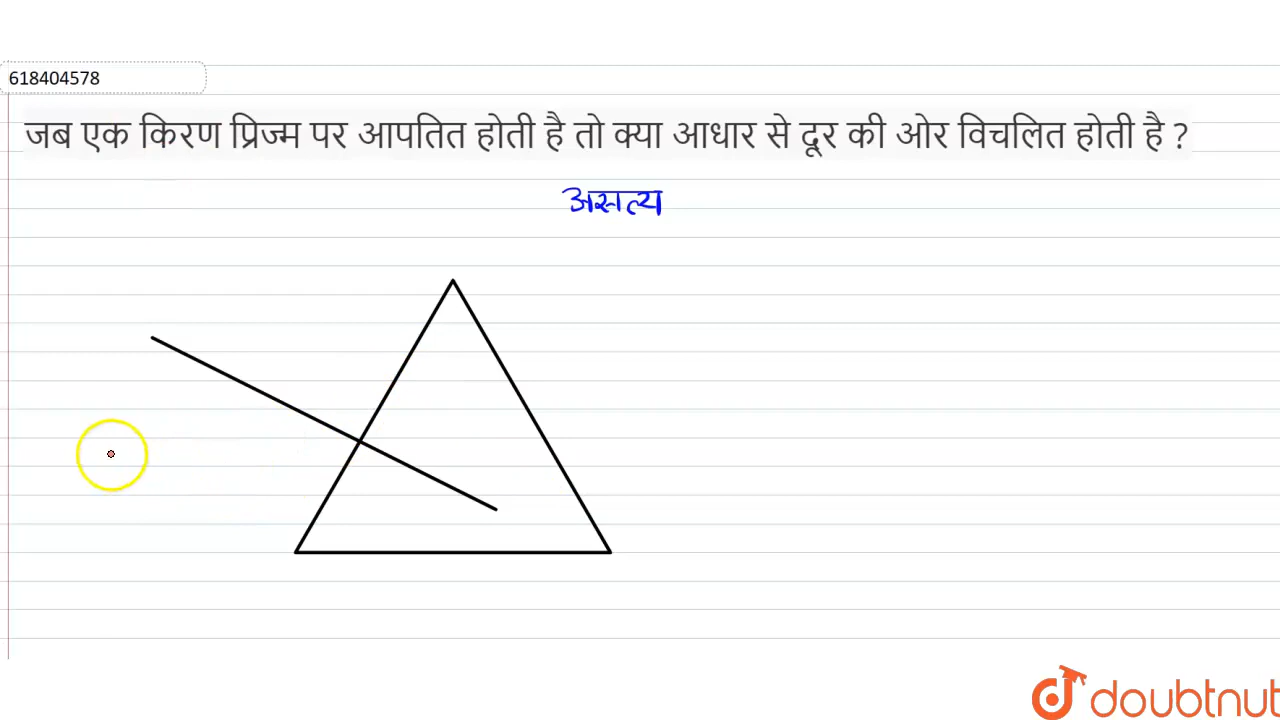 618404578
जब एक किरण प्रिज्म पर आपतित होती है तो क्या आधार से दूर की ओर विचलित होती है ?
असत्य
doubtnut